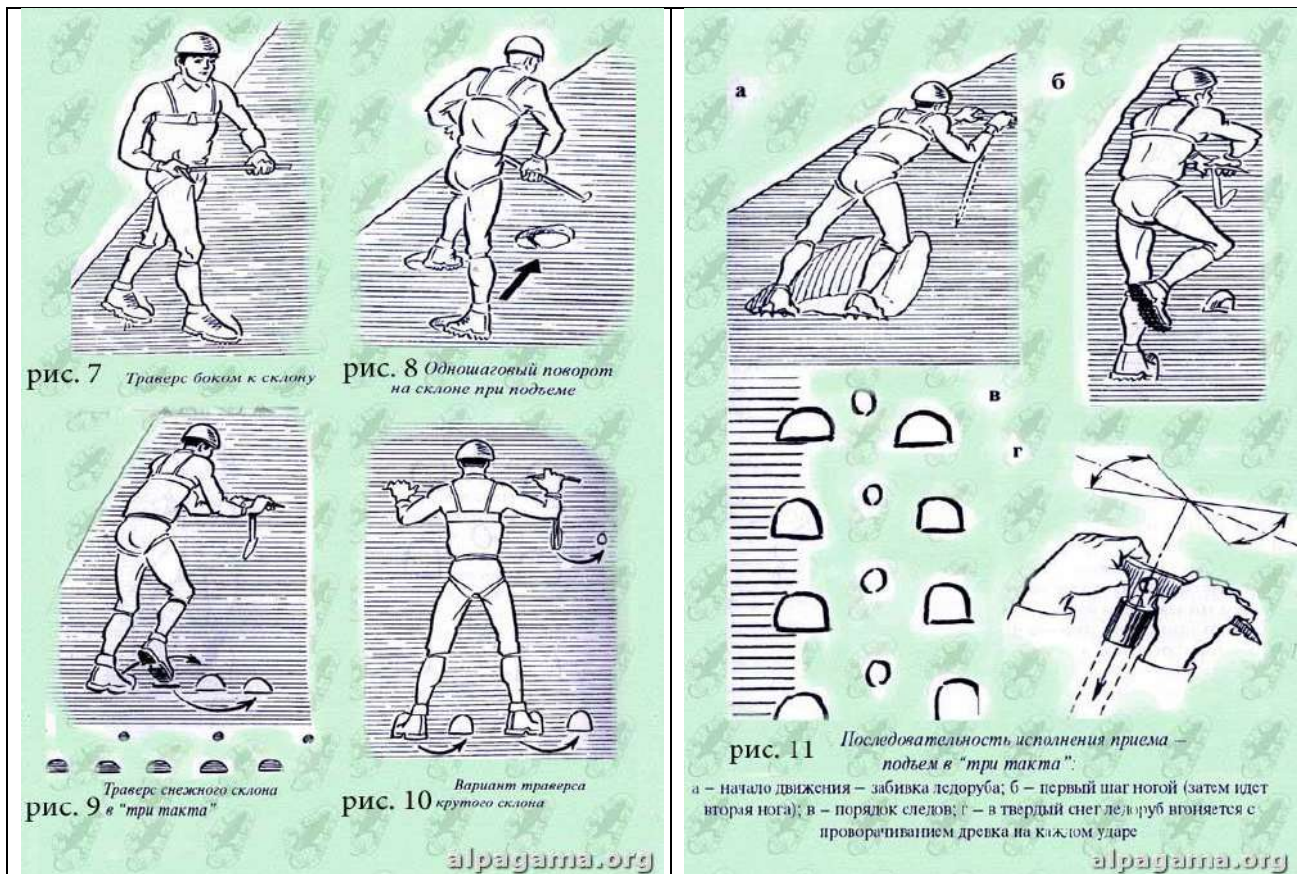 рис. 7 Траверс боком к склону
рис. 8 Одношаговый поворот
на склоне при подъеме
Траверс снежного склона
рис. 9 в "три такта"
Вариант траверса
рис. 10 крутого склона
alpagama.org
а
б
в
г
рис. 11 Последовательность исполнения приема –
подъем в "три такта":
а – начало движения – забивка ледоруба; б – первый шаг ногой (затем идет
вторая нога); в – порядок следов; г – в твердый снег ледоруб вгоняется с
проворачиванием древка на каждом ударе
alpagama.org